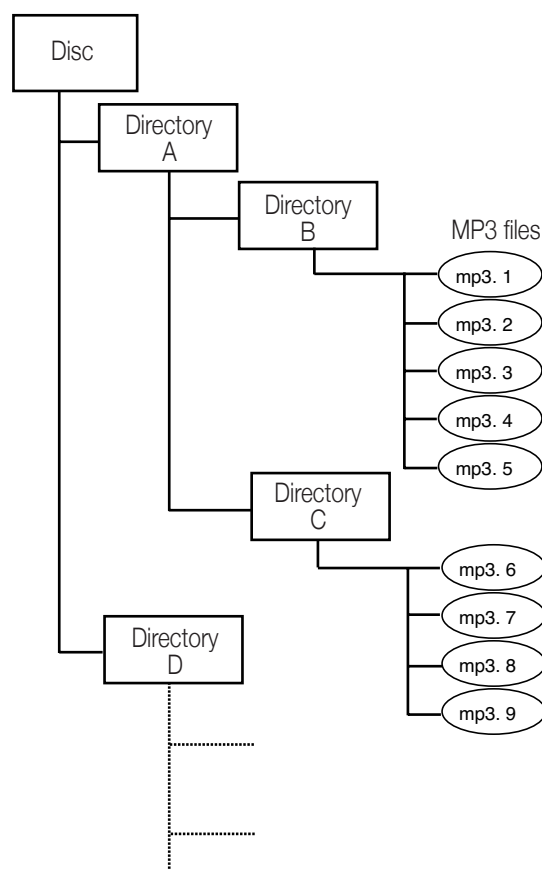 Disc
Directory
A
Directory
B
MP3 files
mp3. 1
mp3. 2
mp3. 3
mp3. 4
mp3. 5
Directory
C
mp3. 6
mp3. 7
mp3. 8
mp3. 9
Directory
D